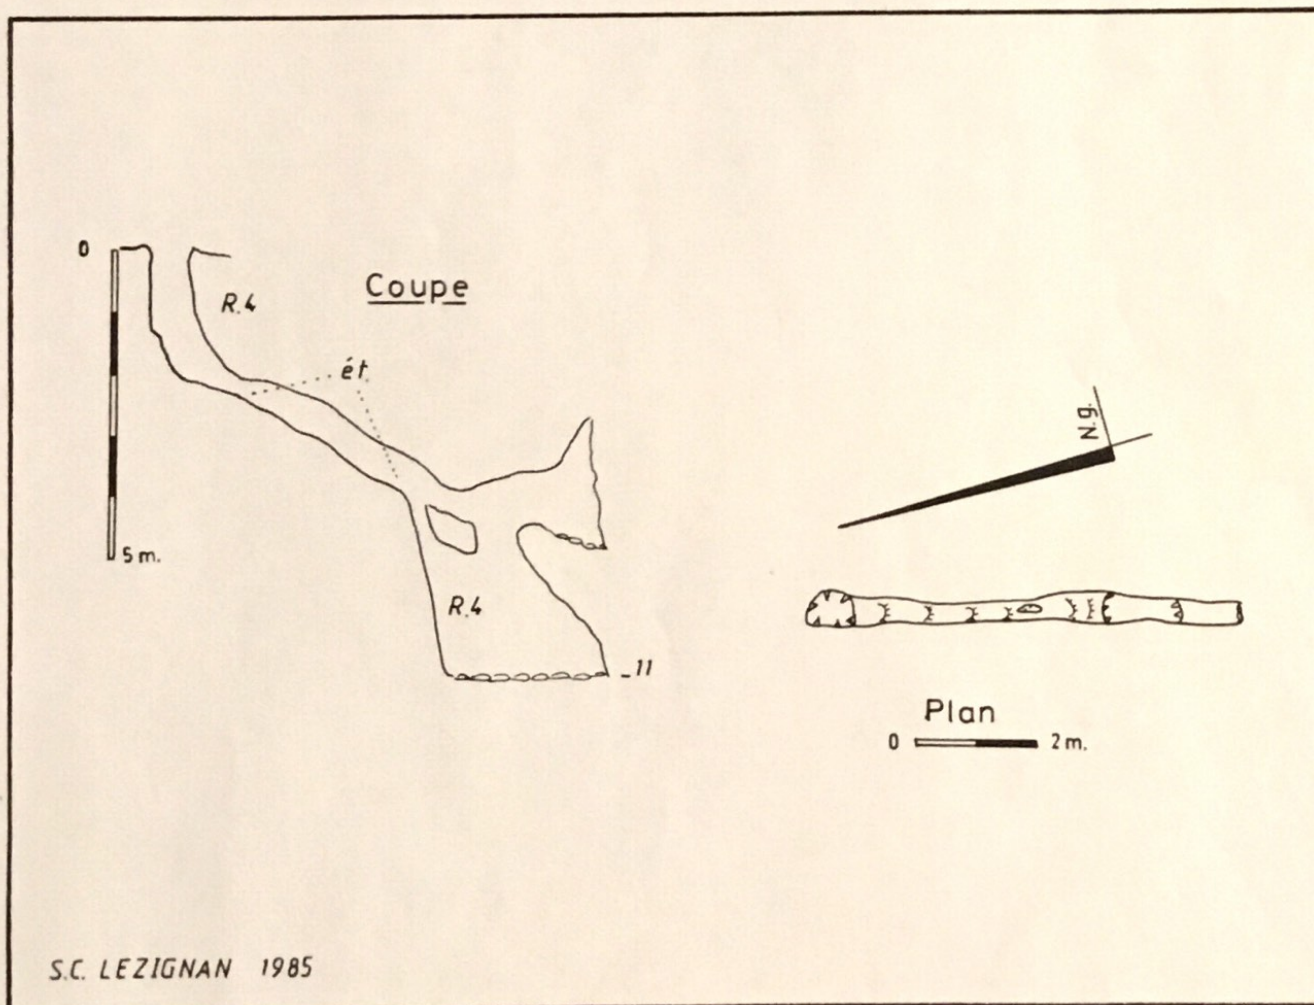 0
Coupe
R.4
ét.
N.g.
5 m.
R.4
-11
Plan
0 2 m.
S.C. LEZIGNAN 1985